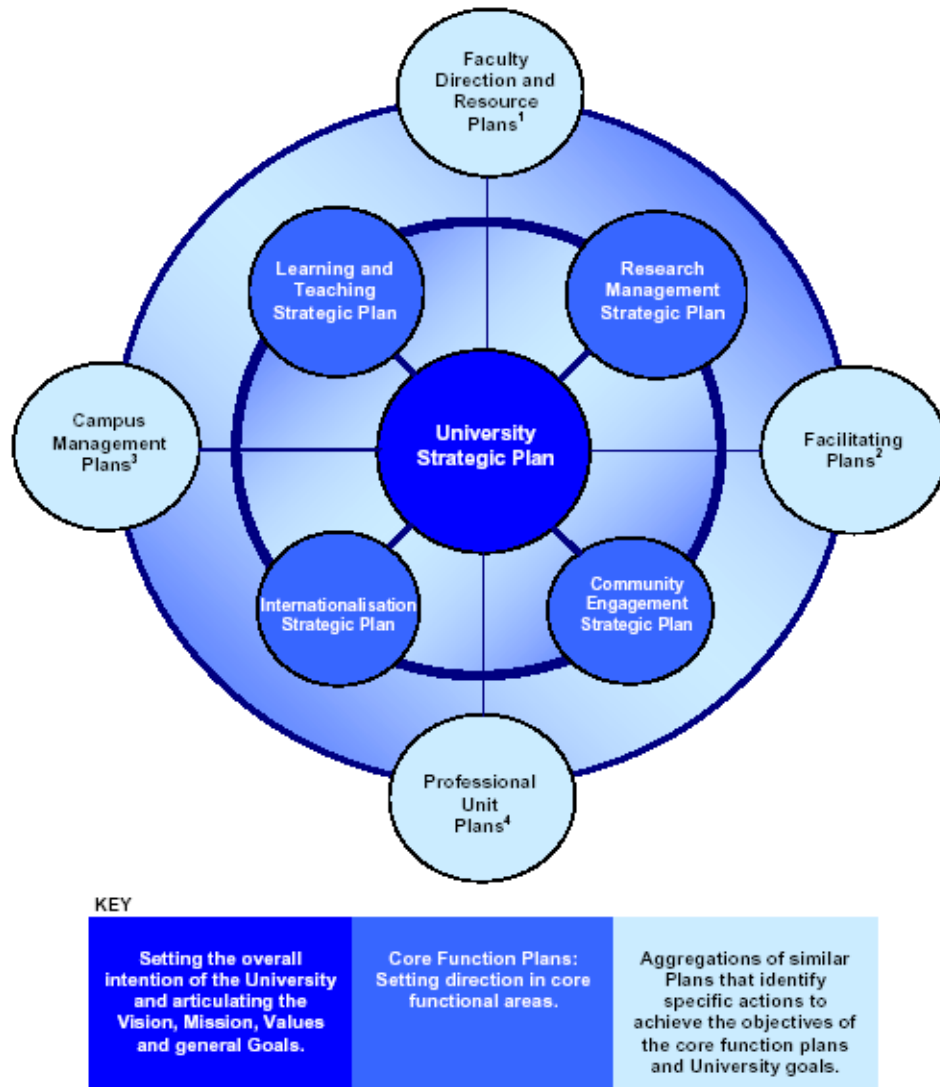 Faculty
Direction and
Resource
Plans¹
Learning and
Teaching
Strategic Plan
Research
Management
Strategic Plan
Campus
Management
Plans³
University
Strategic Plan
Facilitating
Plans²
Internationalisation
Strategic Plan
Community
Engagement
Strategic Plan
Professional
Unit
Plans⁴
KEY
Setting the overall
intention of the University
and articulating the
Vision, Mission, Values
and general Goals.
Core Function Plans:
Setting direction in core
functional areas.
Aggregations of similar
Plans that identify
specific actions to
achieve the objectives of
the core function plans
and University goals.